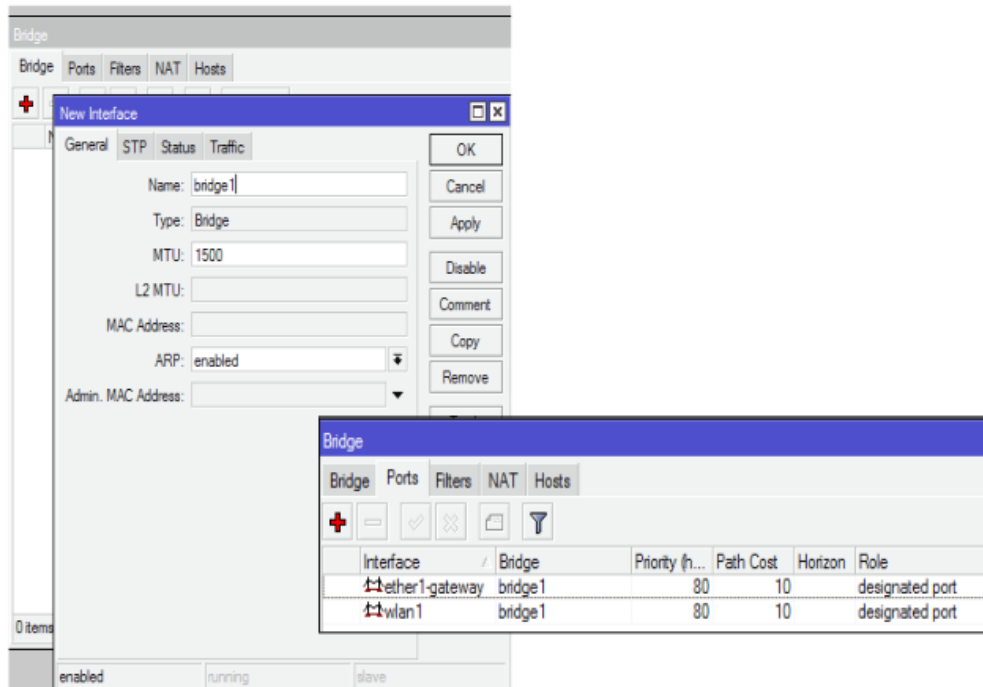 Bridge
Bridge Ports Filters NAT Hosts
New Interface
General STP Status Traffic
OK
Name: bridge1
Cancel
Type: Bridge
Apply
MTU: 1500
Disable
L2 MTU:
Comment
MAC Address:
Copy
ARP: enabled
Remove
Admin. MAC Address:
0 items
enabled running slave
Bridge
Bridge Ports Filters NAT Hosts
Interface Bridge Priority (h... Path Cost Horizon Role
ether1-gateway bridge1 80 10 designated port
wlan1 bridge1 80 10 designated port